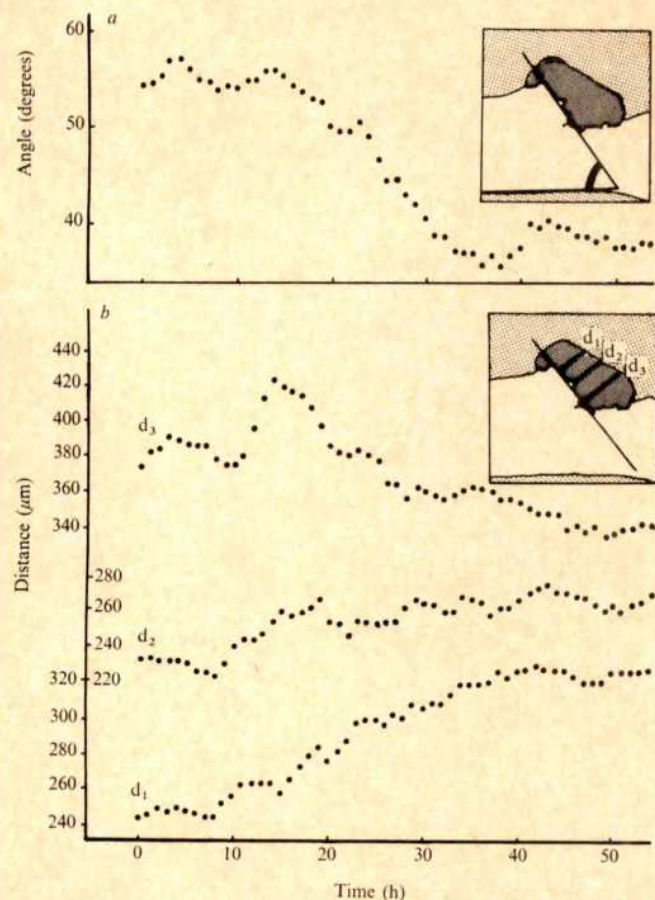 a
60
50
40
Angle (degrees)
b
440
420
400
380
360
340
280
260
240
320 220
300
280
260
240
Distance (μm)
d₃
d₂
d₁
d₁ d₂ d₃
0 10 20 30 40 50
Time (h)